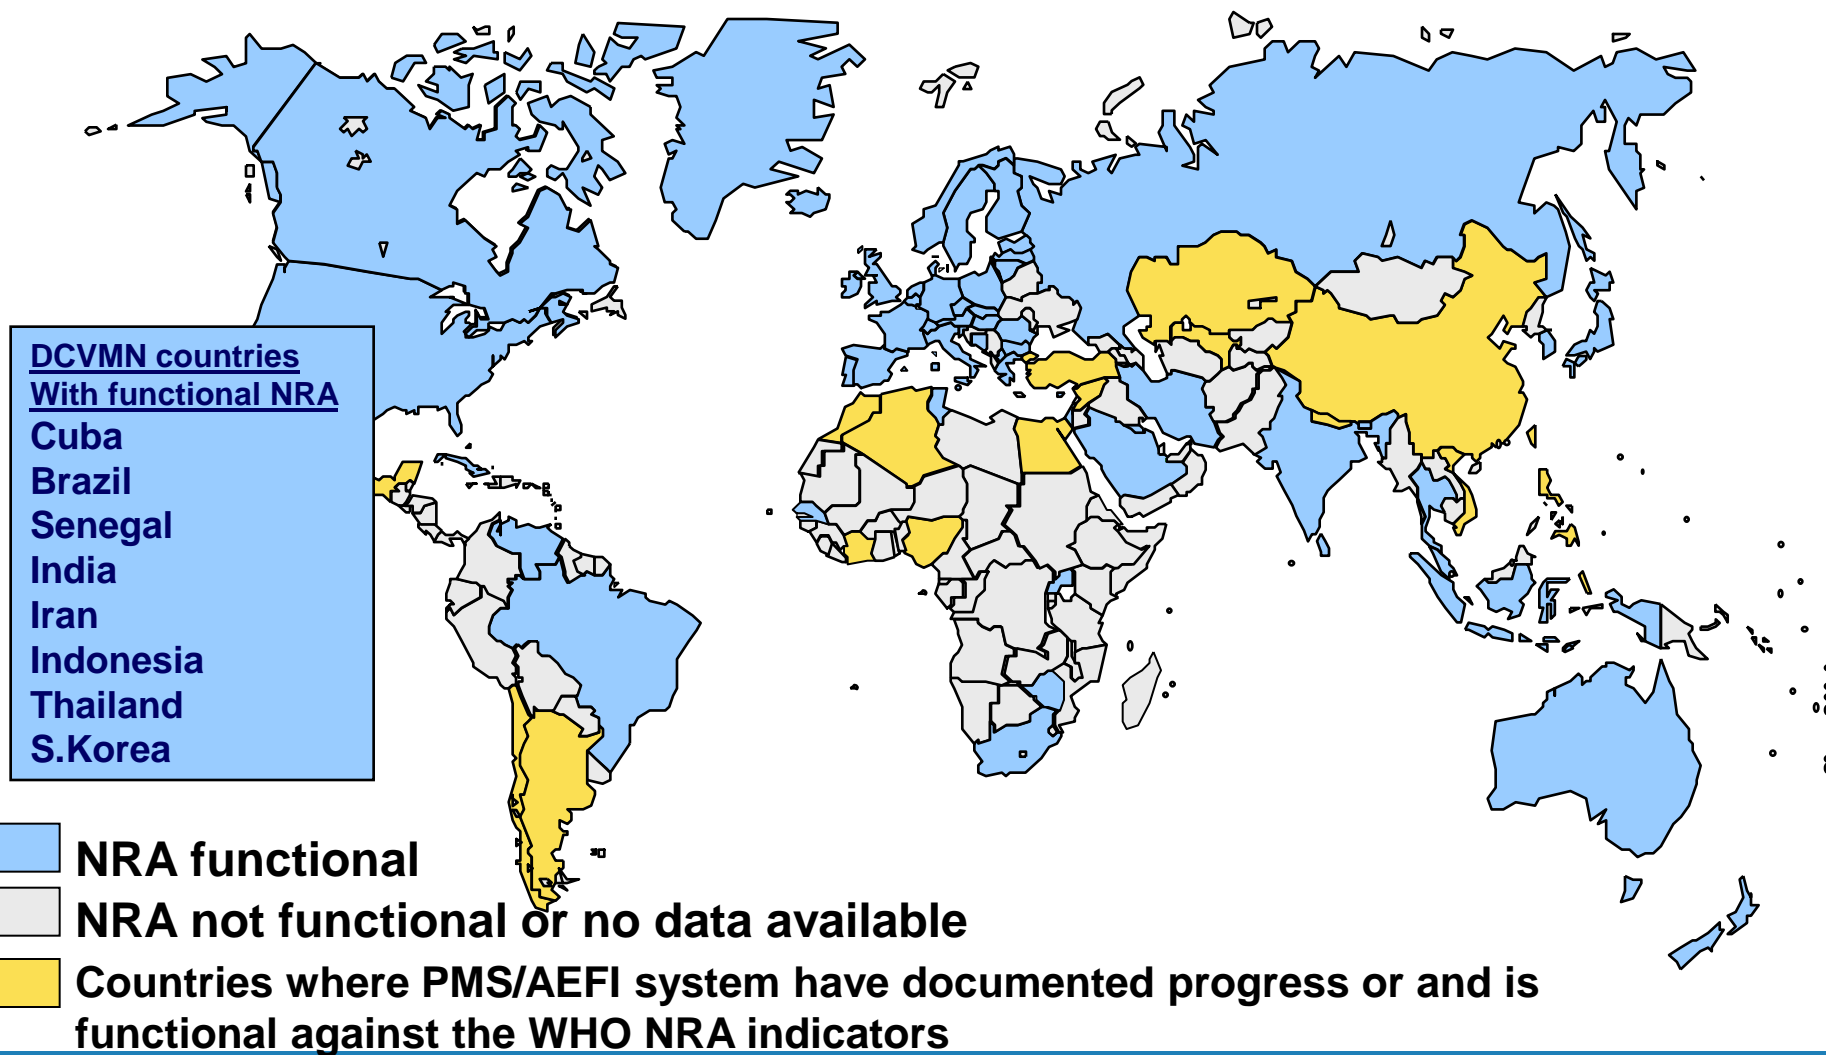 DCVMN countries
With functional NRA
Cuba
Brazil
Senegal
India
Iran
Indonesia
Thailand
S.Korea
NRA functional
NRA not functional or no data available
Countries where PMS/AEFI system have documented progress or and is
functional against the WHO NRA indicators